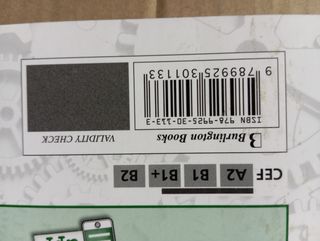 CEF A2 B1 B1+ B2
B Burlington Books
VALIDITY CHECK
ISBN 978-9925-30-113-3
9 789925 301133